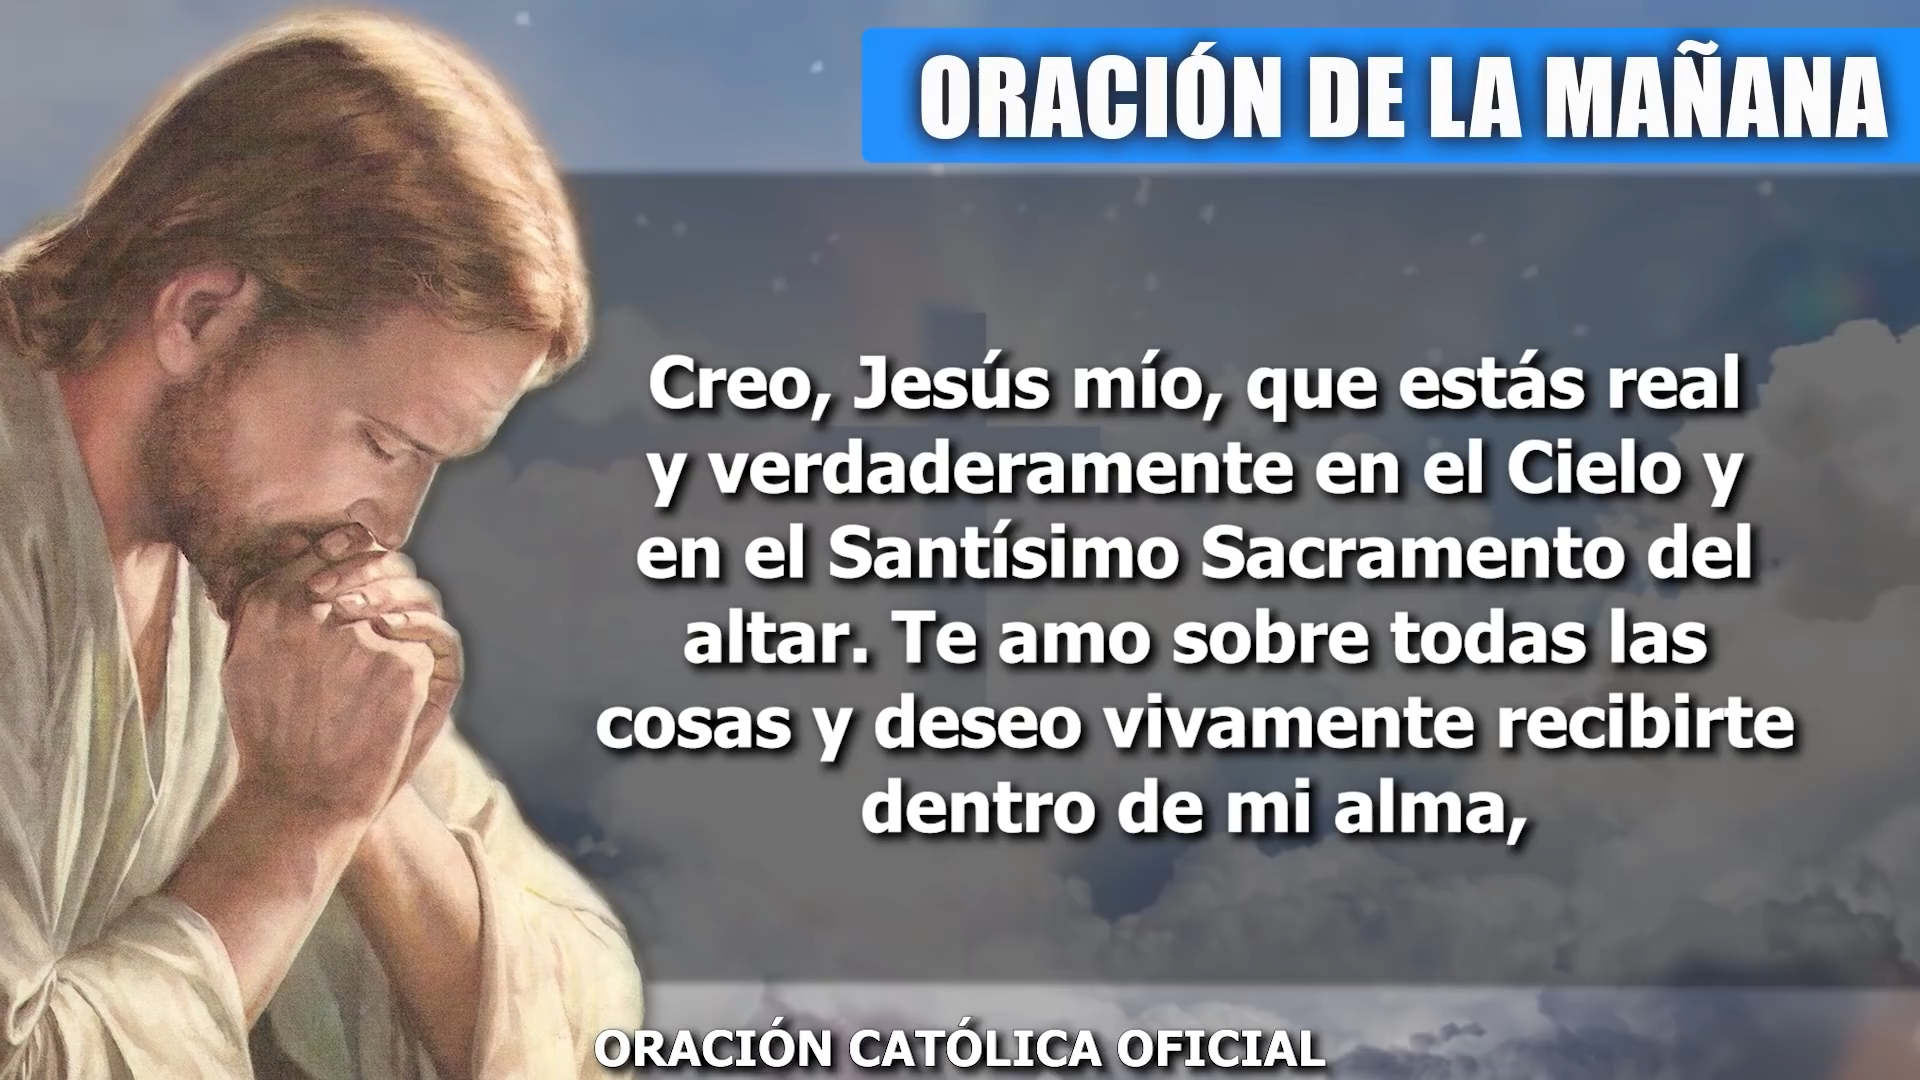 ORACIÓN DE LA MAÑANA
Creo, Jesús mío, que estás real
y verdaderamente en el Cielo y
en el Santísimo Sacramento del
altar. Te amo sobre todas las
cosas y deseo vivamente recibirte
dentro de mi alma,
ORACIÓN CATÓLICA OFICIAL